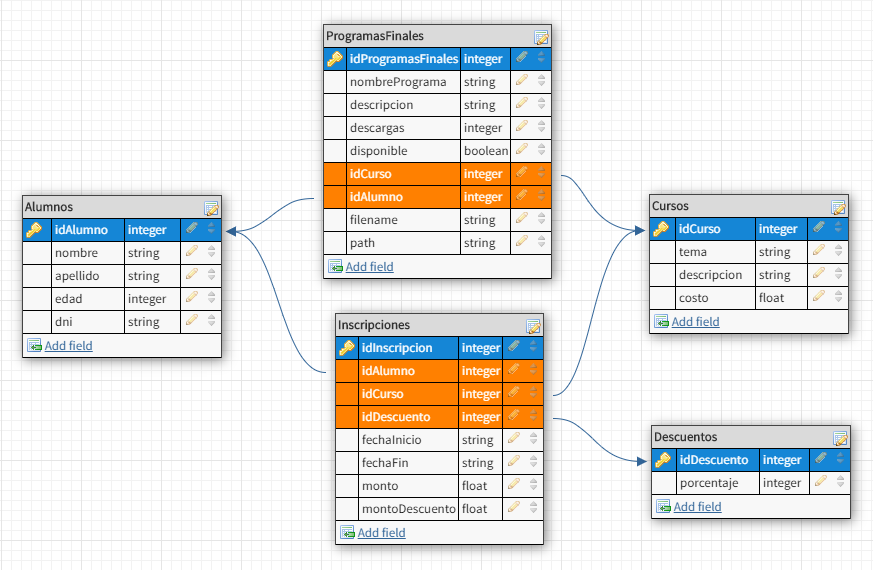 ProgramasFinales
idProgramasFinales integer
nombrePrograma string
descripcion string
descargas integer
disponible boolean
idCurso integer
idAlumno integer
filename string
path string
Add field
Alumnos
idAlumno integer
nombre string
apellido string
edad integer
dni string
Add field
Cursos
idCurso integer
tema string
descripcion string
costo float
Add field
Inscripciones
idInscripcion integer
idAlumno integer
idCurso integer
idDescuento integer
fechaInicio string
fechaFin string
monto float
montoDescuento float
Add field
Descuentos
idDescuento integer
porcentaje integer
Add field